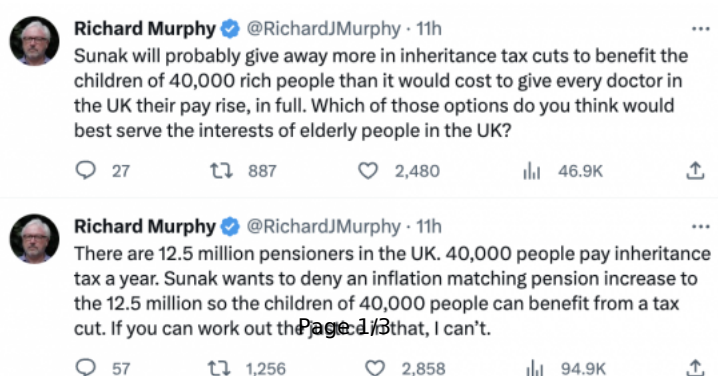 Richard Murphy @RichardJMurphy · 11h
Sunak will probably give away more in inheritance tax cuts to benefit the
children of 40,000 rich people than it would cost to give every doctor in
the UK their pay rise, in full. Which of those options do you think would
best serve the interests of elderly people in the UK?
27 887 2,480 46.9K
Richard Murphy @RichardJMurphy · 11h
There are 12.5 million pensioners in the UK. 40,000 people pay inheritance
tax a year. Sunak wants to deny an inflation matching pension increase to
the 12.5 million so the children of 40,000 people can benefit from a tax
cut. If you can work out the justice in that, I can't.
Page 1/3
57 1,256 2,858 94.9K